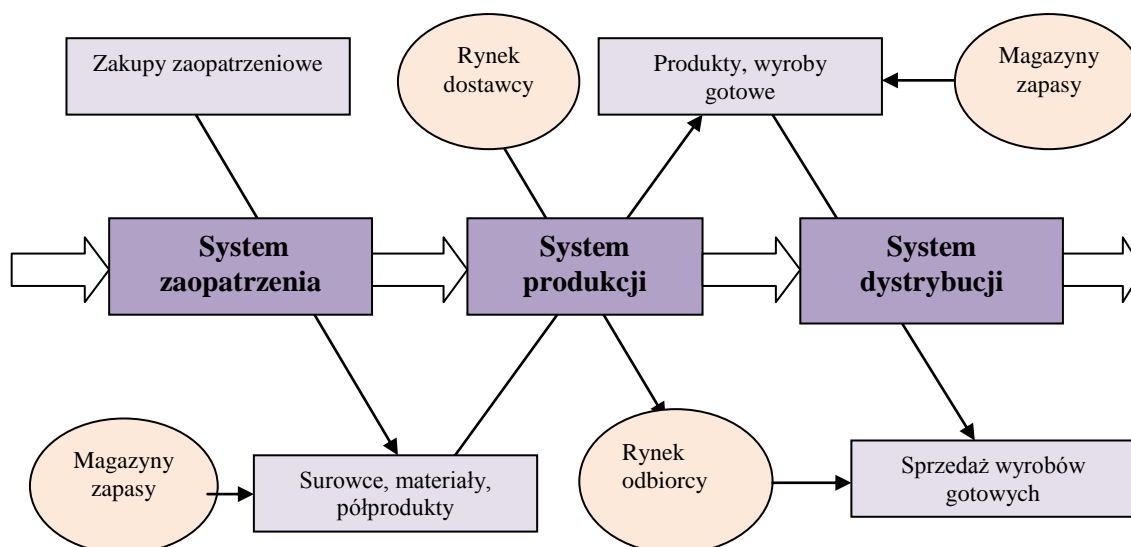 Zakupy zaopatrzeniowe
Rynek
dostawcy
Produkty, wyroby
gotowe
Magazyny
zapasy
System
zaopatrzenia
System
produkcji
System
dystrybucji
Magazyny
zapasy
Surowce, materiały,
półprodukty
Rynek
odbiorcy
Sprzedaż wyrobów
gotowych